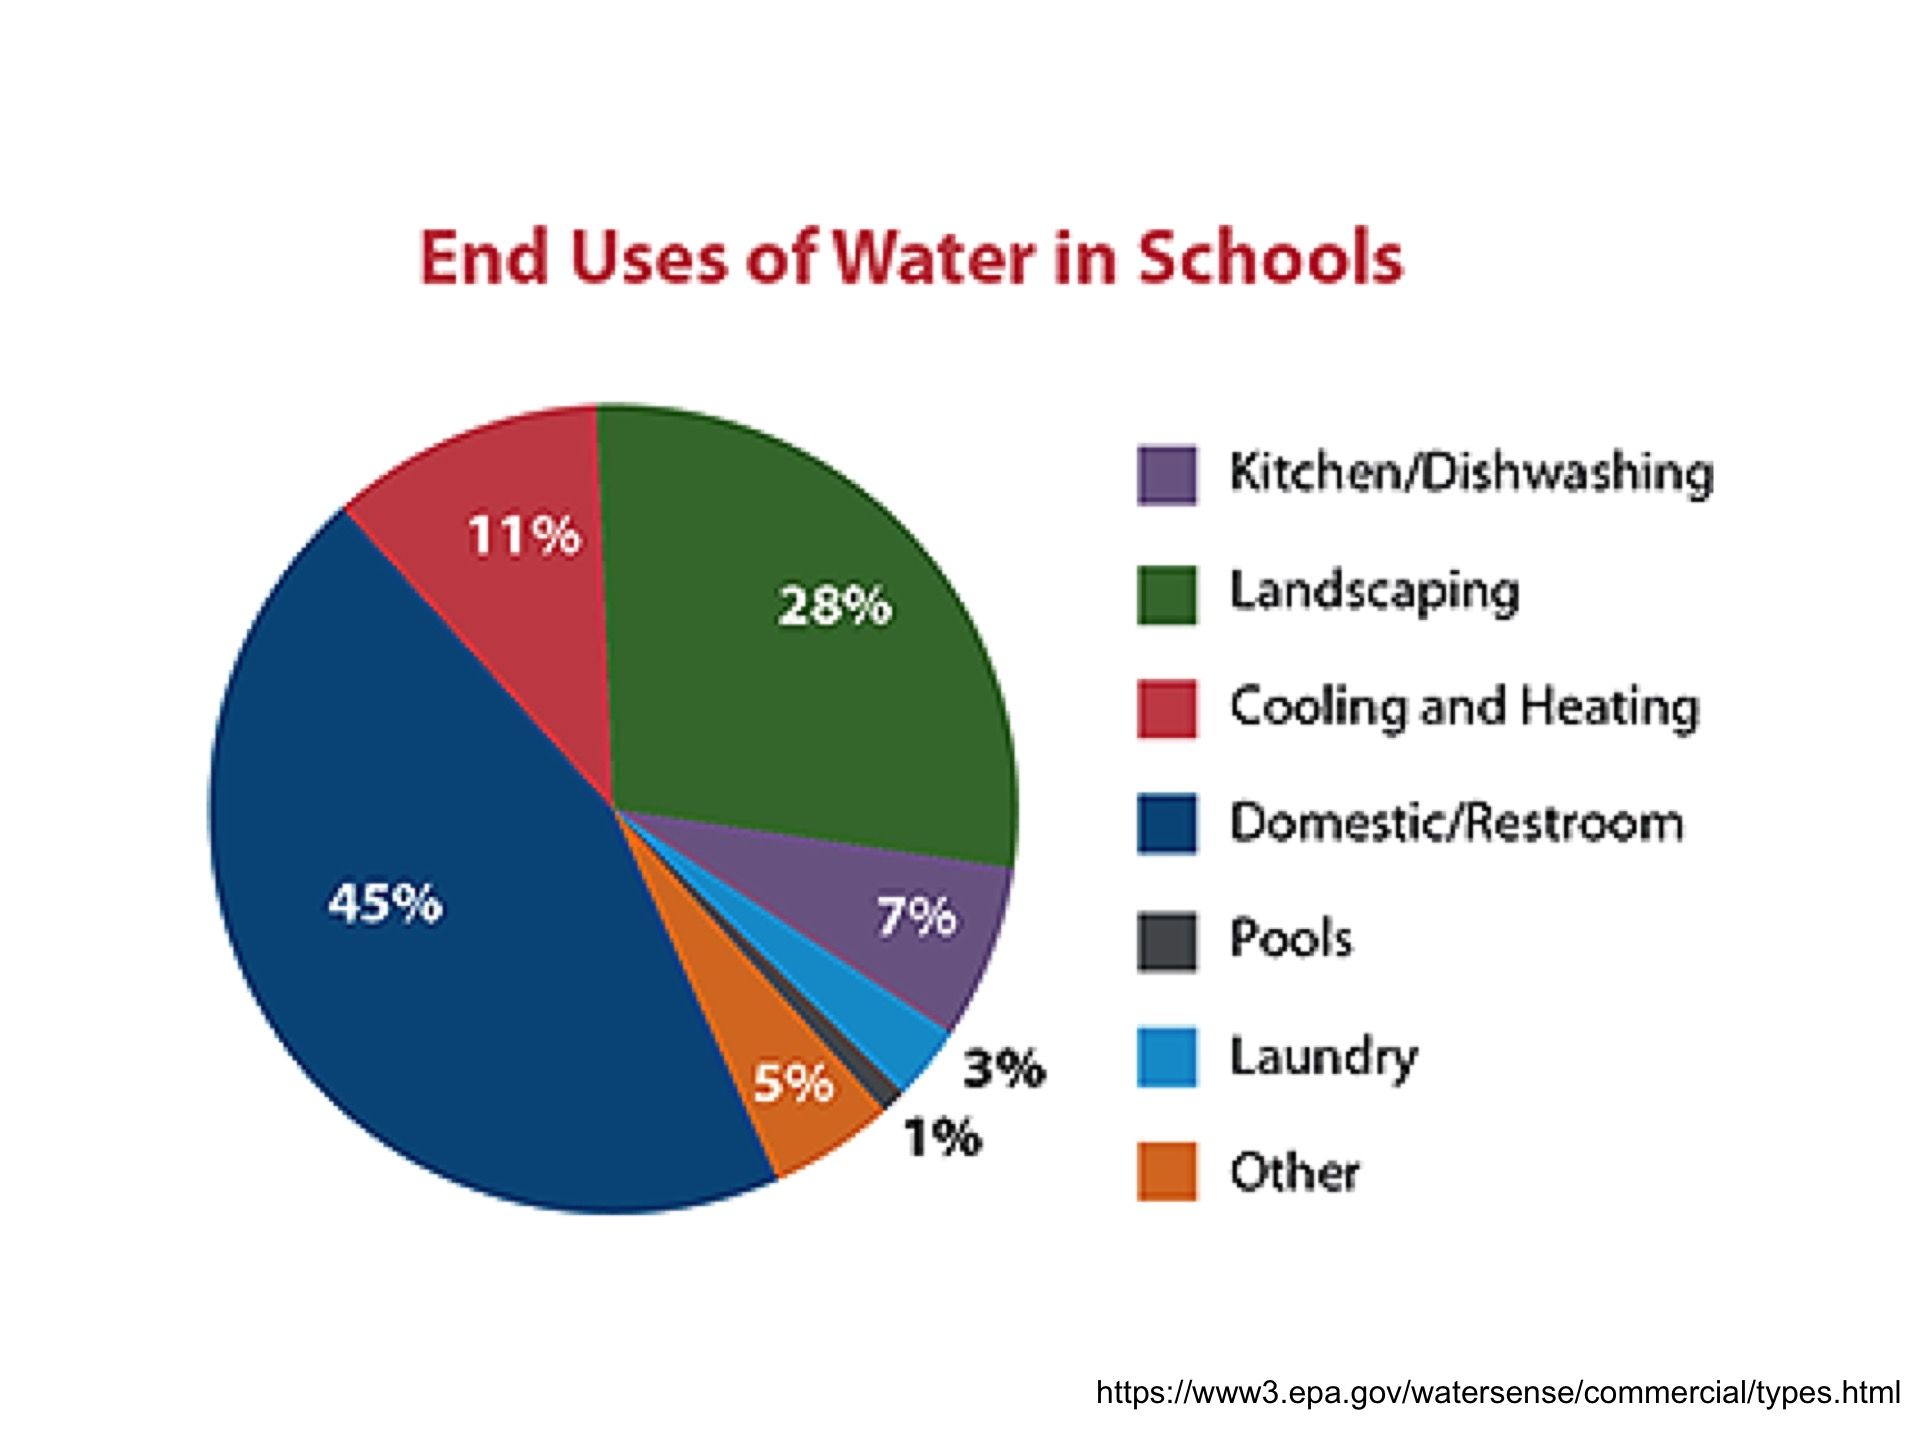 End Uses of Water in Schools
11%
28%
45%
7%
5%
3%
1%
Kitchen/Dishwashing
Landscaping
Cooling and Heating
Domestic/Restroom
Pools
Laundry
Other
https://www3.epa.gov/watersense/commercial/types.html